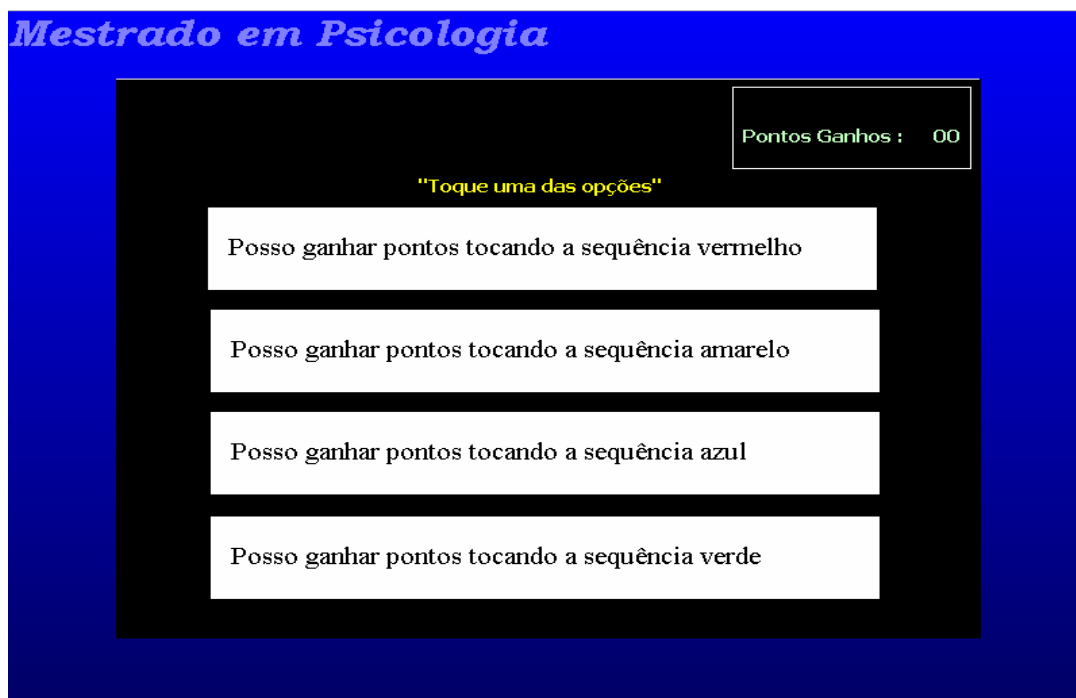 Mestrado em Psicologia
Pontos Ganhos : 00
"Toque uma das opções"
Posso ganhar pontos tocando a sequência vermelho
Posso ganhar pontos tocando a sequência amarelo
Posso ganhar pontos tocando a sequência azul
Posso ganhar pontos tocando a sequência verde